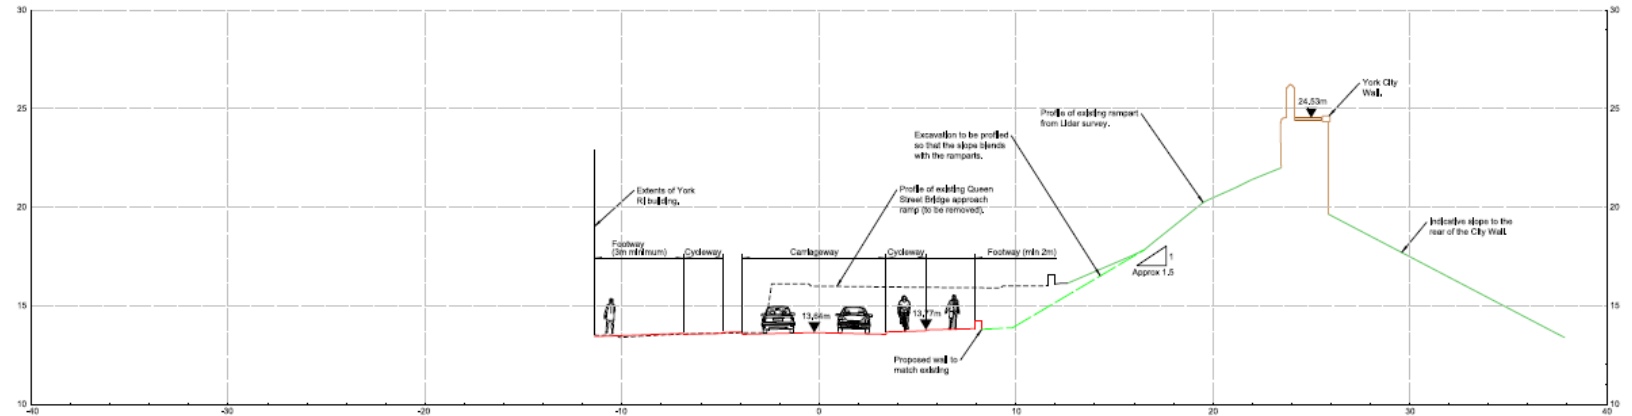 30
30
York City
Wall.
24.53m
25
25
Profile of existing rampart
from Lidar survey.
Excavation to be profiled
so that the slope blends
with the ramparts.
Extents of York
RI building.
Profile of existing Queen
Street Bridge approach
ramp (to be removed).
20
20
Indicative slope to the
rear of the City Wall.
Footway
(3m minimum)
Cycleway
Carriageway
Cycleway
Footway (min 2m)
1
Approx 1.5
15
15
13.64m
13.77m
Proposed wall to
match existing
10
10
-40
-30
-20
-10
0
10
20
30
40